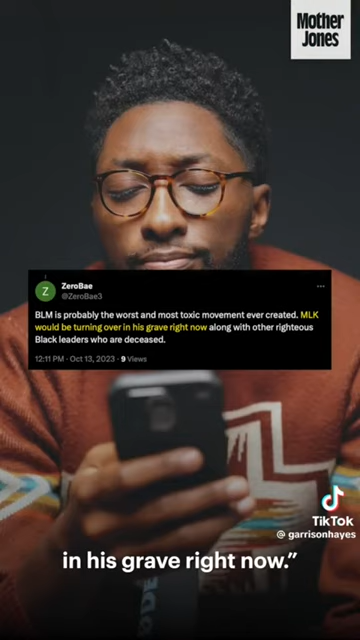 Mother
Jones
Z
ZeroBae
@ZeroBae3
BLM is probably the worst and most toxic movement ever created. MLK
would be turning over in his grave right now along with other righteous
Black leaders who are deceased.
12:11 PM · Oct 13, 2023 · 9 Views
TikTok
@ garrisonhayes
in his grave right now.”